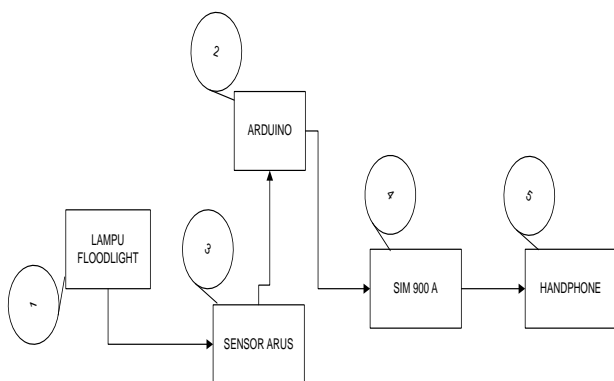 2
ARDUINO
4
5
LAMPU
FLOODLIGHT
3
1
SIM 900 A
HANDPHONE
SENSOR ARUS